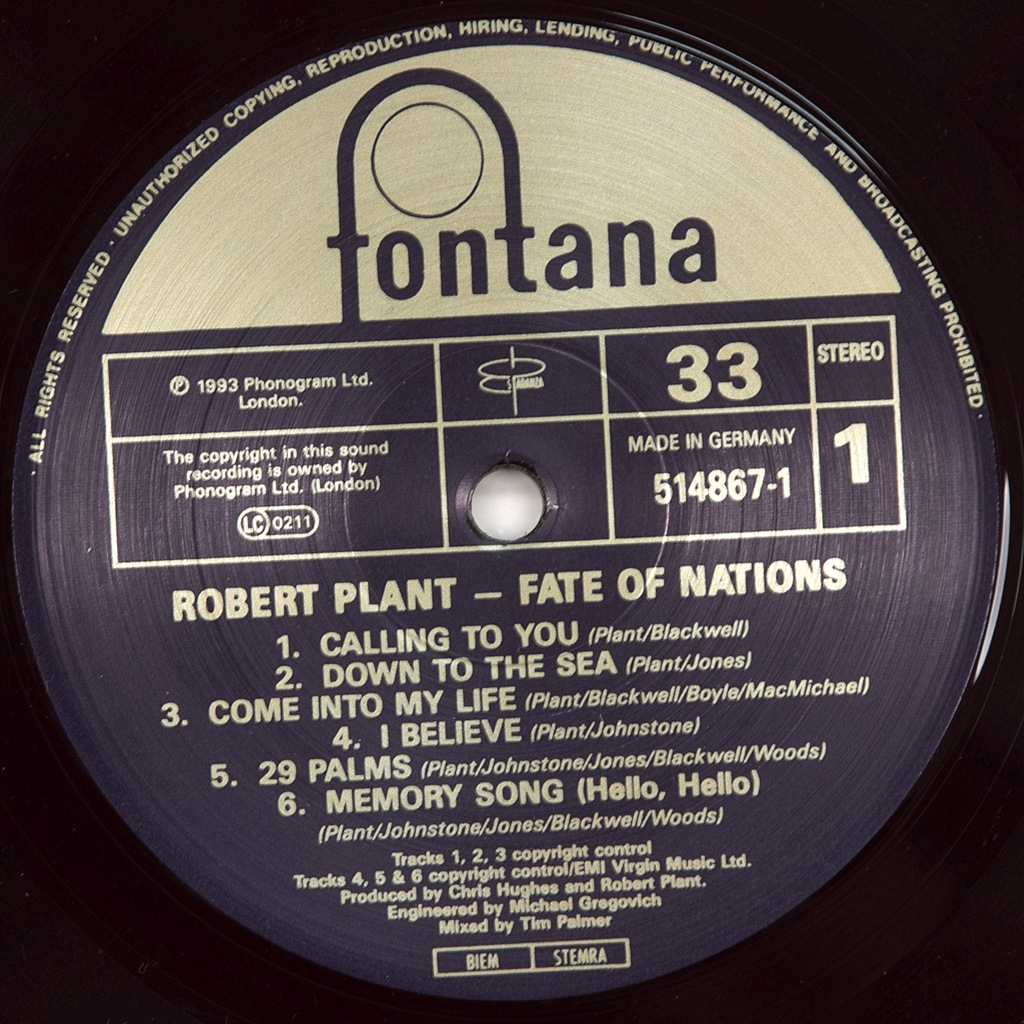 ALL RIGHTS RESERVED · UNAUTHORIZED COPYING, REPRODUCTION, HIRING, LENDING, PUBLIC PERFORMANCE AND BROADCASTING PROHIBITED ·
fontana
℗ 1993 Phonogram Ltd.
London.
The copyright in this sound
recording is owned by
Phonogram Ltd. (London)
LC 0211
ES PARANZA
33
STEREO
MADE IN GERMANY
514867-1
1
ROBERT PLANT – FATE OF NATIONS
1. CALLING TO YOU (Plant/Blackwell)
2. DOWN TO THE SEA (Plant/Jones)
3. COME INTO MY LIFE (Plant/Blackwell/Boyle/MacMichael)
4. I BELIEVE (Plant/Johnstone)
5. 29 PALMS (Plant/Johnstone/Jones/Blackwell/Woods)
6. MEMORY SONG (Hello, Hello)
(Plant/Johnstone/Jones/Blackwell/Woods)
Tracks 1, 2, 3 copyright control
Tracks 4, 5 & 6 copyright control/EMI Virgin Music Ltd.
Produced by Chris Hughes and Robert Plant.
Engineered by Michael Gregovich
Mixed by Tim Palmer
BIEM STEMRA